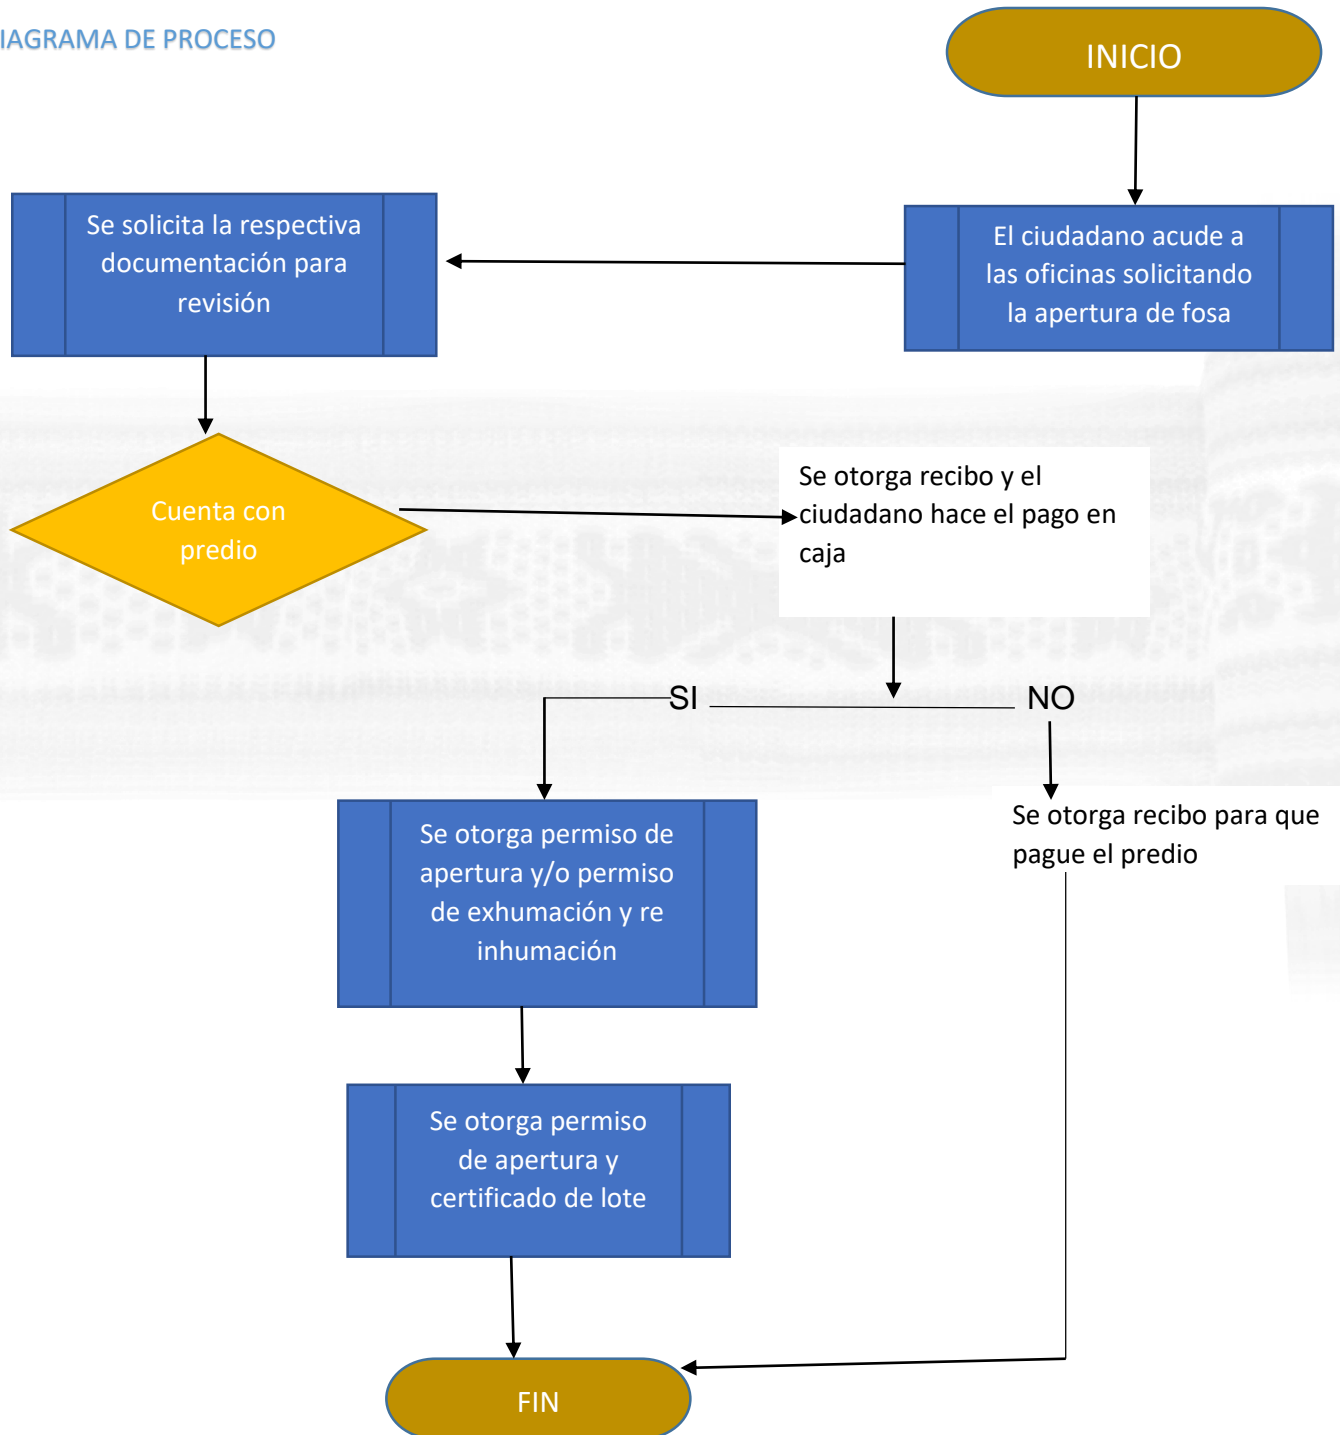 IAGRAMA DE PROCESO
INICIO
El ciudadano acude a
las oficinas solicitando
la apertura de fosa
Se solicita la respectiva
documentación para
revisión
Cuenta con
predio
Se otorga recibo y el
ciudadano hace el pago en
caja
SI
NO
Se otorga permiso de
apertura y/o permiso
de exhumación y re
inhumación
Se otorga recibo para que
pague el predio
Se otorga permiso
de apertura y
certificado de lote
FIN